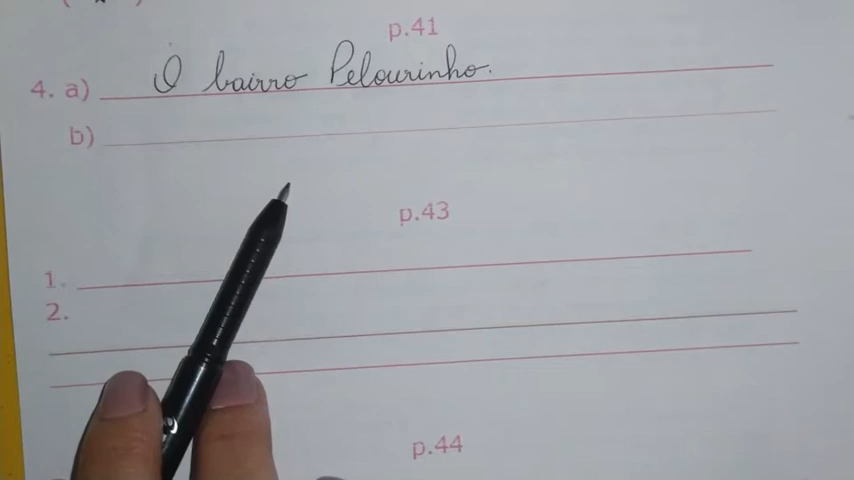 p.41
4. a) O bairro Pelourinho.
b)
p.43
1.
2.
p.44